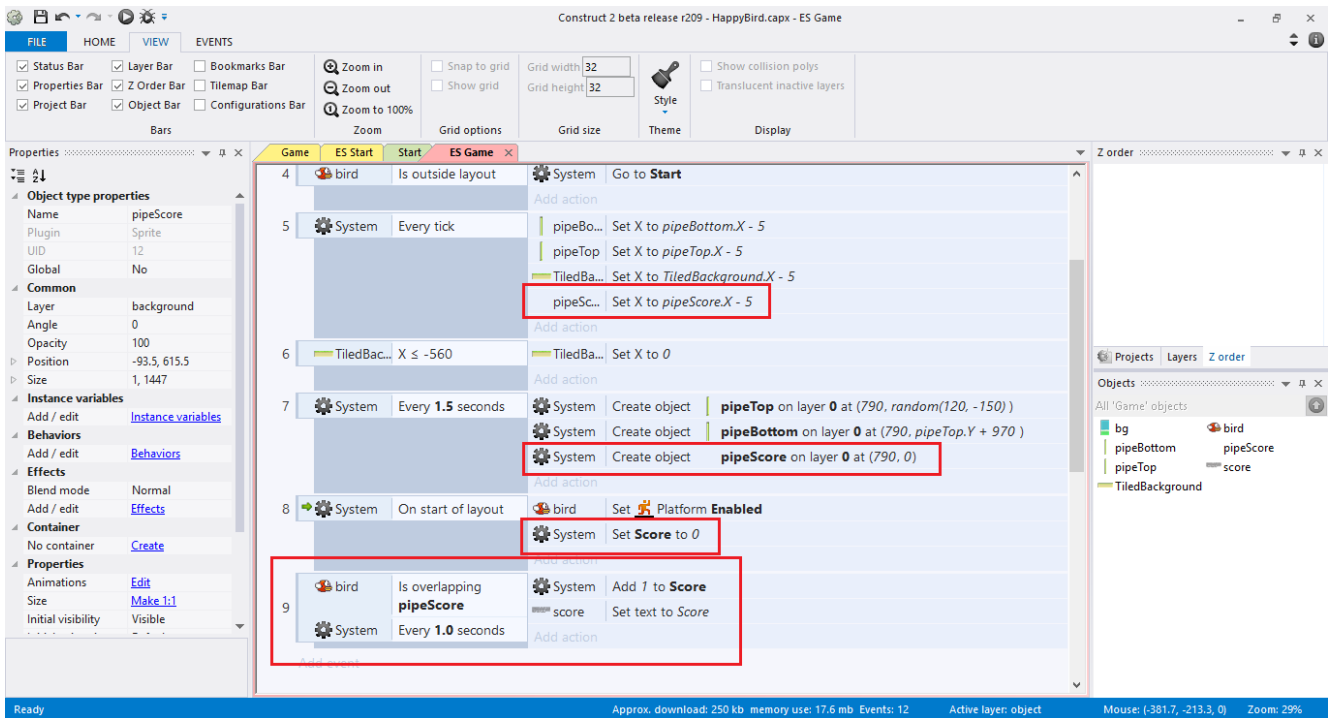 Construct 2 beta release r209 - HappyBird.capx - ES Game
FILE HOME VIEW EVENTS
Status Bar Layer Bar Bookmarks Bar
Properties Bar Z Order Bar Tilemap Bar
Project Bar Object Bar Configurations Bar
Bars
Zoom in
Zoom out
Zoom to 100%
Zoom
Snap to grid
Show grid
Grid options
Grid width 32
Grid height 32
Grid size
Style
Theme
Show collision polys
Translucent inactive layers
Display
Properties
Object type properties
Name pipeScore
Plugin Sprite
UID 12
Global No
Common
Layer background
Angle 0
Opacity 100
Position -93.5, 615.5
Size 1, 1447
Instance variables
Add / edit Instance variables
Behaviors
Add / edit Behaviors
Effects
Blend mode Normal
Add / edit Effects
Container
No container Create
Properties
Animations Edit
Size Make 1:1
Initial visibility Visible
Game ES Start Start ES Game
4 bird Is outside layout System Go to Start
Add action
5 System Every tick pipeBo... Set X to pipeBottom.X - 5
pipeTop Set X to pipeTop.X - 5
TiledBa... Set X to TiledBackground.X - 5
pipeSc... Set X to pipeScore.X - 5
Add action
6 TiledBac... X ≤ -560 TiledBa... Set X to 0
Add action
7 System Every 1.5 seconds System Create object pipeTop on layer 0 at (790, random(120, -150) )
System Create object pipeBottom on layer 0 at (790, pipeTop.Y + 970 )
System Create object pipeScore on layer 0 at (790, 0)
Add action
8 System On start of layout bird Set Platform Enabled
System Set Score to 0
Add action
9 bird Is overlapping pipeScore System Add 1 to Score
score Set text to Score
System Every 1.0 seconds
Add action
Add event
Z order
Projects Layers Z order
Objects
All 'Game' objects
bg bird
pipeBottom pipeScore
pipeTop score
TiledBackground
Ready Approx. download: 250 kb memory use: 17.6 mb Events: 12 Active layer: object Mouse: (-381.7, -213.3, 0) Zoom: 29%